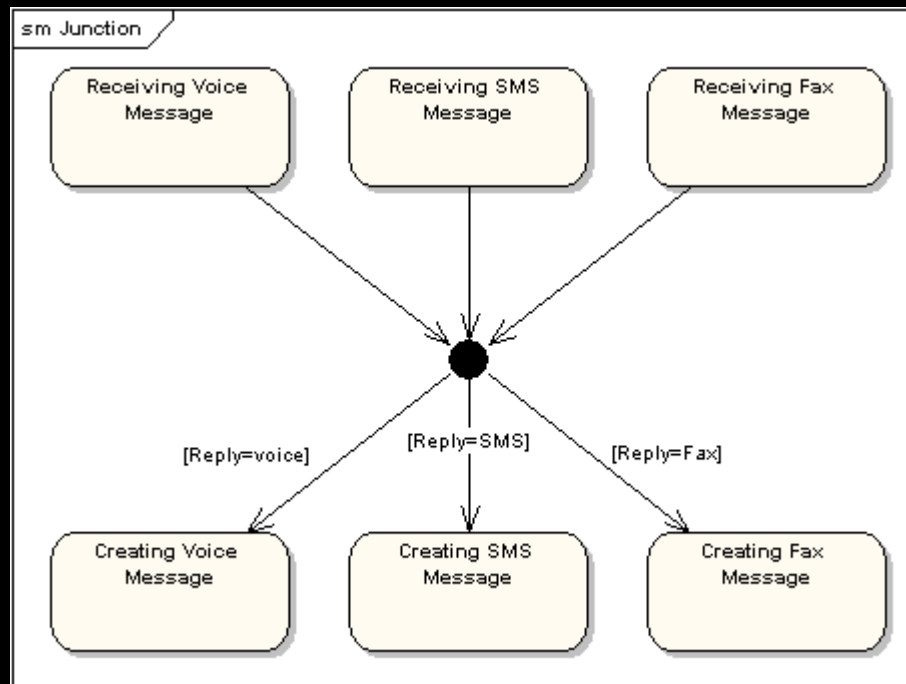 sm Junction
Receiving Voice
Message
Receiving SMS
Message
Receiving Fax
Message
[Reply=voice]
[Reply=SMS]
[Reply=Fax]
Creating Voice
Message
Creating SMS
Message
Creating Fax
Message